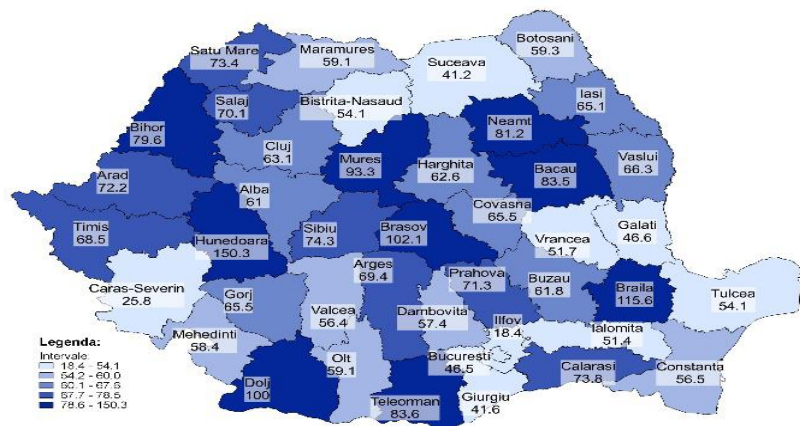 Botosani
59.3
Satu Mare
73.4
Maramures
59.1
Suceava
41.2
Salaj
70.1
Bistrita-Nasaud
54.1
Iasi
65.1
Neamt
81.2
Bihor
79.6
Cluj
63.1
Mures
93.3
Harghita
62.6
Bacau
83.5
Vaslui
66.3
Arad
72.2
Alba
61
Covasna
65.5
Timis
68.5
Hunedoara
150.3
Sibiu
74.3
Brasov
102.1
Vrancea
51.7
Galati
46.6
Caras-Severin
25.8
Gorj
65.5
Arges
69.4
Prahova
71.3
Buzau
61.8
Braila
115.6
Tulcea
54.1
Valcea
56.4
Dambovita
57.4
Ilfov
18.4
Ialomita
51.4
Mehedinti
58.4
Olt
59.1
Bucuresti
46.5
Calarasi
73.8
Constanta
56.5
Dolj
100
Teleorman
83.6
Giurgiu
41.6
Legenda:
Intervale:
18.4 - 54.1
54.2 - 60.0
60.1 - 67.6
67.7 - 78.5
78.6 - 150.3